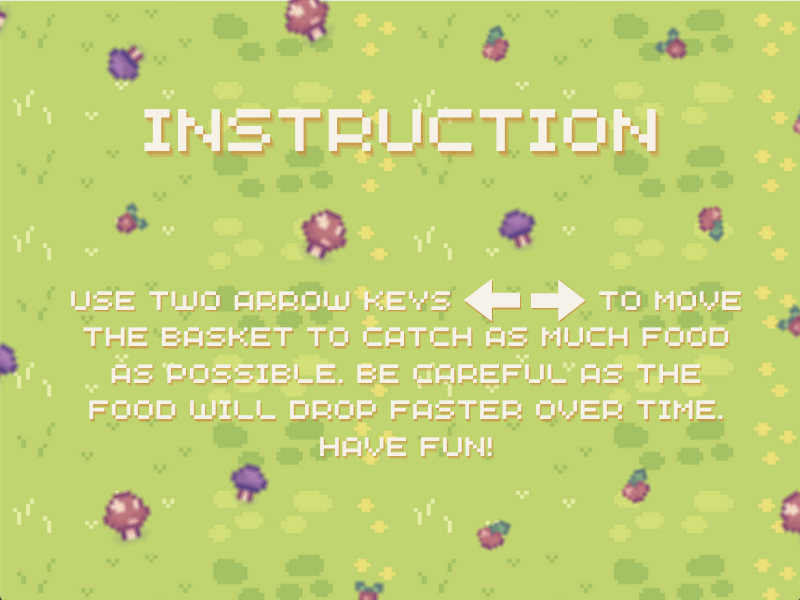 INSTRUCTION
USE TWO ARROW KEYS TO MOVE
THE BASKET TO CATCH AS MUCH FOOD
AS POSSIBLE. BE CAREFUL AS THE
FOOD WILL DROP FASTER OVER TIME.
HAVE FUN!